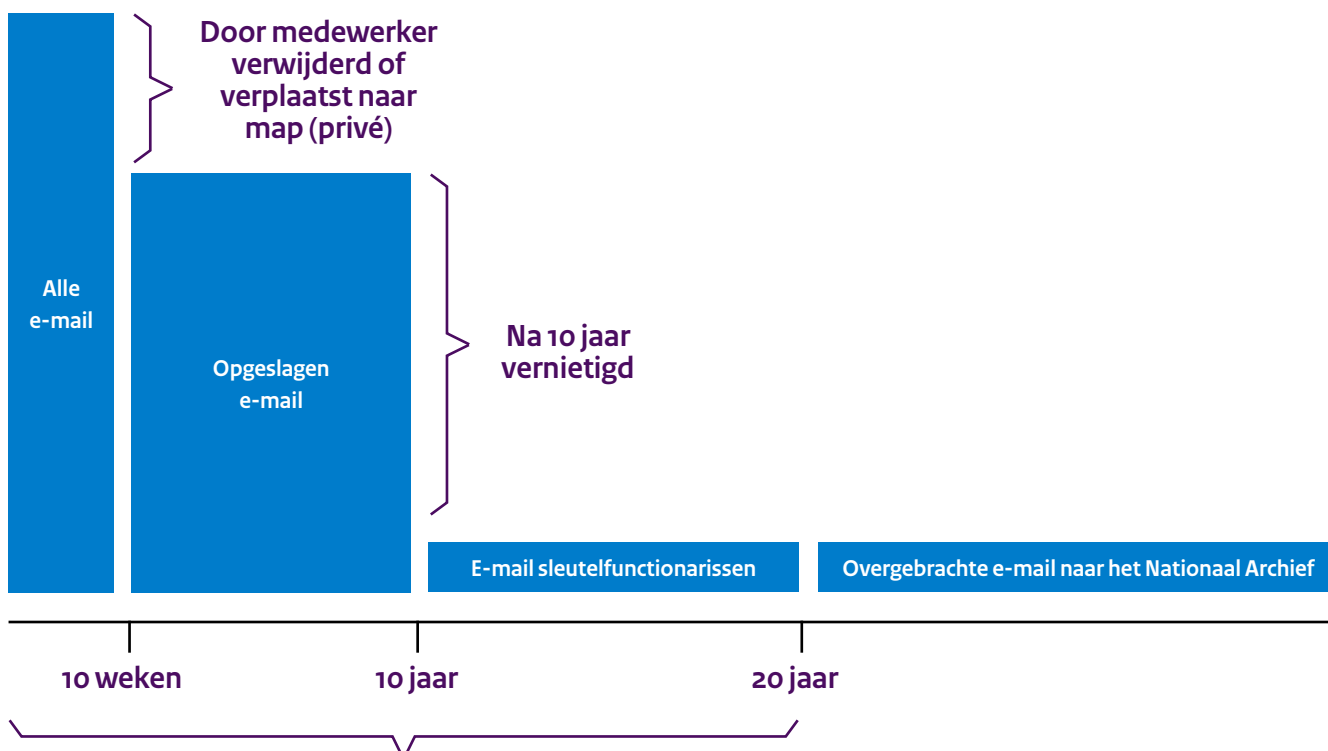 Door medewerker
verwijderd of
verplaatst naar
map (privé)
Alle
e-mail
Opgeslagen
e-mail
Na 10 jaar
vernietigd
E-mail sleutelfunctionarissen
Overgebrachte e-mail naar het Nationaal Archief
10 weken
10 jaar
20 jaar